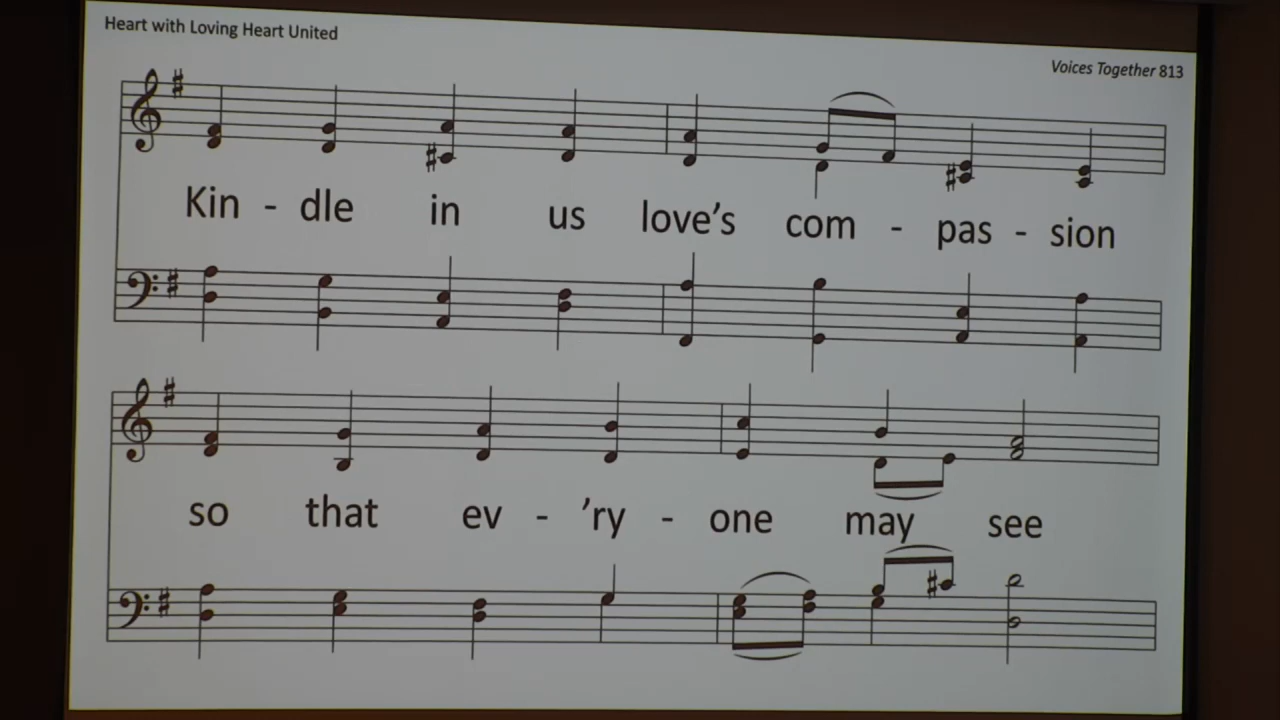 Heart with Loving Heart United
Voices Together 813
Kin - dle in us love's com - pas - sion
so that ev - 'ry - one may see